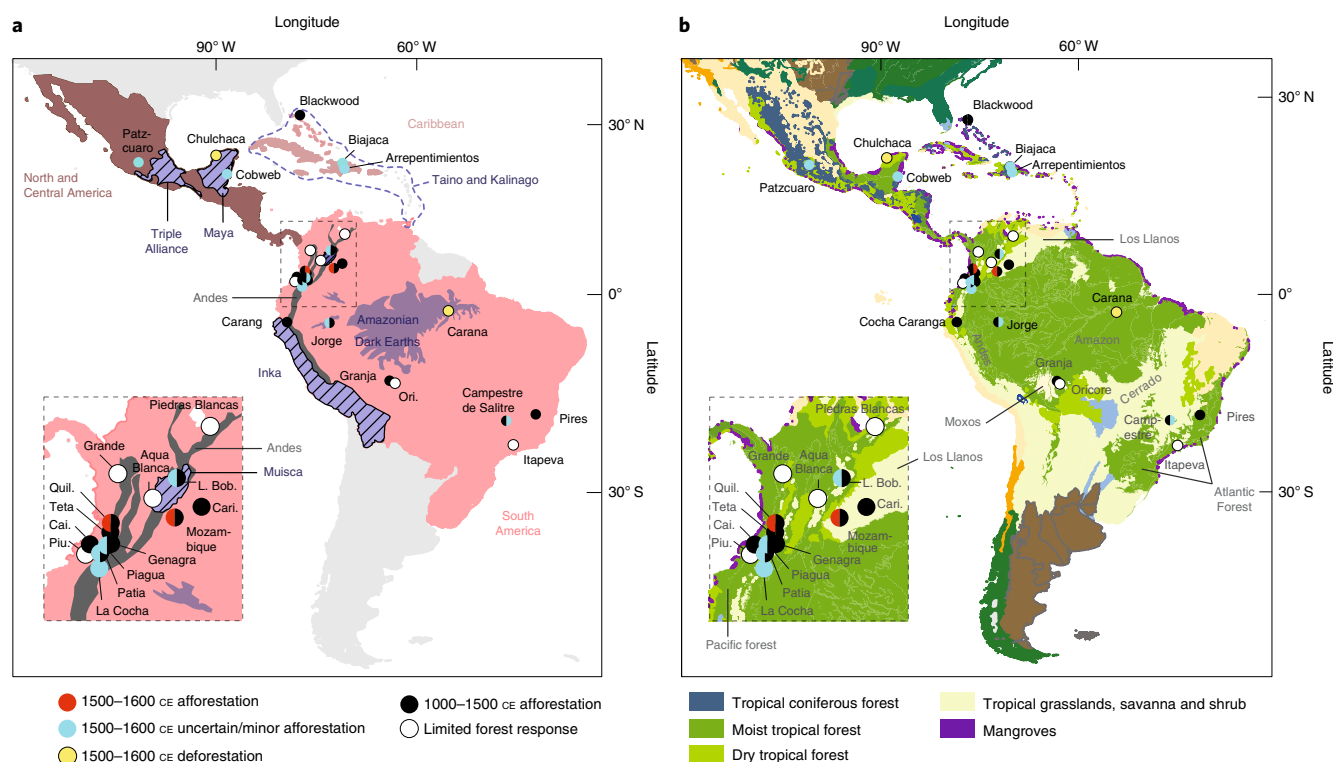 a
Longitude
90° W
60° W
Blackwood
30° N
Caribbean
Patz-
cuaro
Chulchaca
Biajaca
Arrepentimientos
North and
Central America
Cobweb
Taino and Kalinago
Triple
Alliance
Maya
Andes
0°
Carang
Amazonian
Dark Earths
Carana
Jorge
Latitude
Inka
Granja
Ori.
Campestre
de Salitre
Pires
Itapeva
30° S
South
America
Piedras Blancas
Grande
Andes
Aqua
Blanca
Muisca
Quil.
L. Bob.
Teta
Cari.
Cai.
Mozam-
bique
Piu.
Genagra
Piagua
Patia
La Cocha
1500–1600 CE afforestation
1500–1600 CE uncertain/minor afforestation
1500–1600 CE deforestation
1000–1500 CE afforestation
Limited forest response
b
Longitude
90° W
60° W
30° N
Blackwood
Chulchaca
Biajaca
Arrepentimientos
Patzcuaro
Cobweb
Los Llanos
0°
Carana
Cocha Caranga
Jorge
Andes
Amazon
Latitude
Granja
Oricore
Cerrado
Moxos
Camp-
estre
Pires
Itapeva
30° S
Atlantic
Forest
Piedras Blancas
Grande
Aqua
Blanca
Los Llanos
Quil.
L. Bob.
Teta
Cari.
Cai.
Mozam-
bique
Piu.
Genagra
Piagua
Patia
La Cocha
Pacific forest
Tropical coniferous forest
Moist tropical forest
Dry tropical forest
Tropical grasslands, savanna and shrub
Mangroves